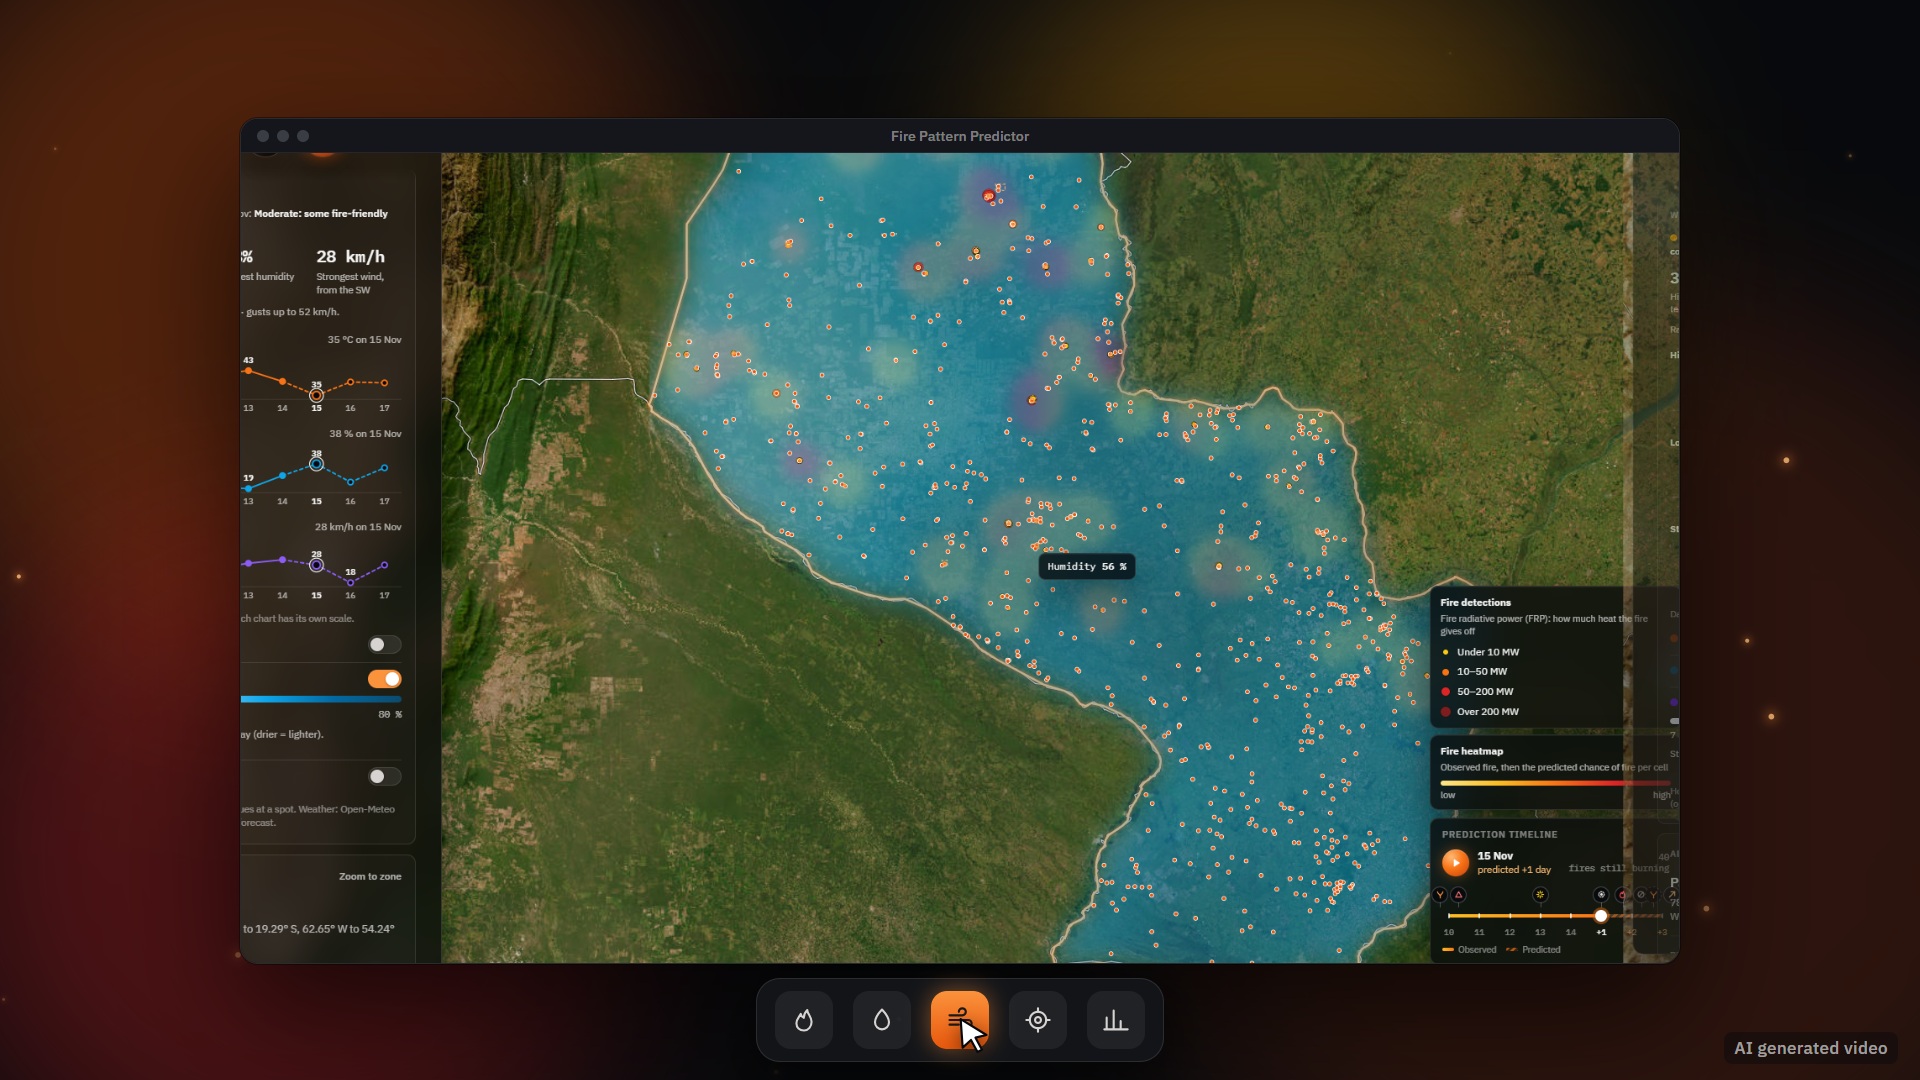 Fire Pattern Predictor
ov: Moderate: some fire-friendly
28 km/h
est humidity
Strongest wind,
from the SW
- gusts up to 52 km/h.
35 °C on 15 Nov
43
35
13 14 15 16 17
38 % on 15 Nov
19
38
13 14 15 16 17
28 km/h on 15 Nov
28
18
13 14 15 16 17
ch chart has its own scale.
80 %
ay (drier = lighter).
ues at a spot. Weather: Open-Meteo
orecast.
Zoom to zone
to 19.29° S, 62.65° W to 54.24°
Humidity 56 %
Fire detections
Fire radiative power (FRP): how much heat the fire
gives off
Under 10 MW
10–50 MW
50–200 MW
Over 200 MW
Fire heatmap
Observed fire, then the predicted chance of fire per cell
low high
PREDICTION TIMELINE
15 Nov
predicted +1 day
fires still burning
10 11 12 13 14 +1 +2 +3
Observed Predicted
AI generated video